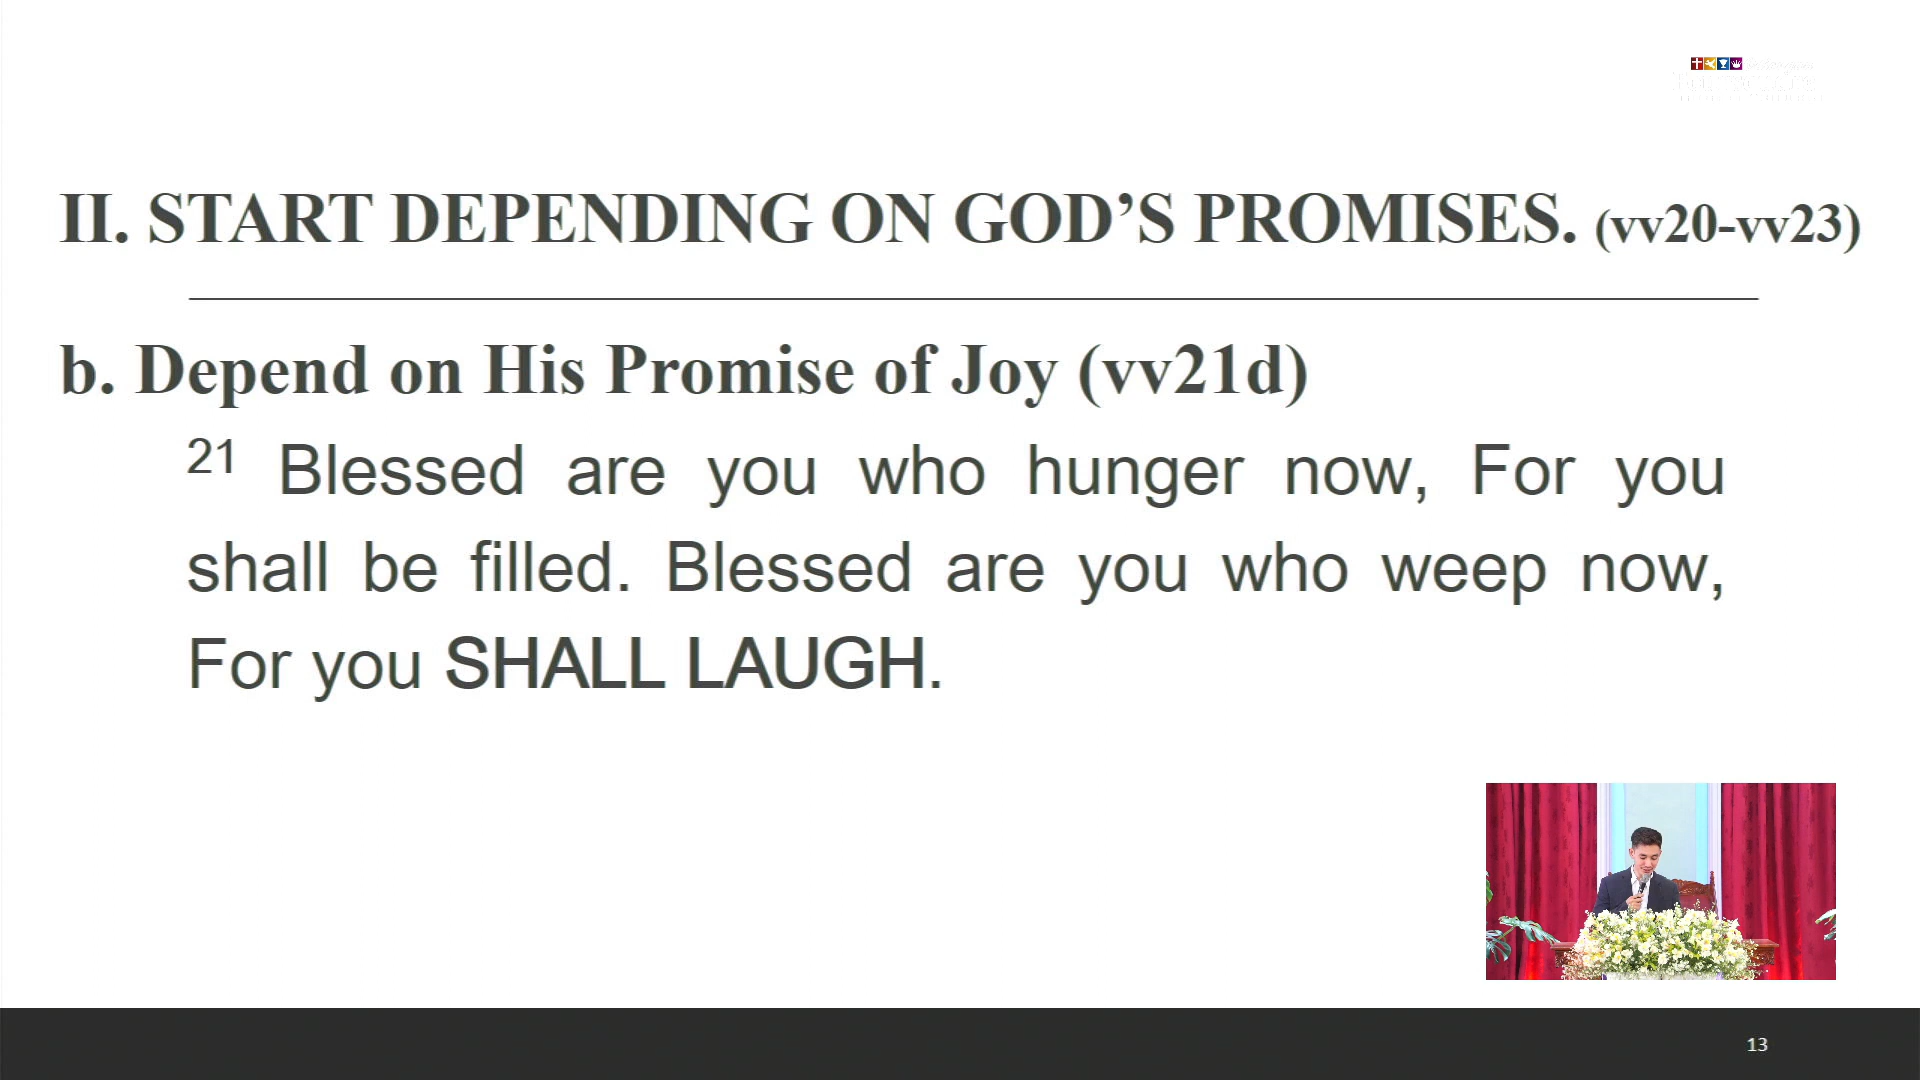 II. START DEPENDING ON GOD’S PROMISES. (vv20-vv23)
b. Depend on His Promise of Joy (vv21d)
21 Blessed are you who hunger now, For you
shall be filled. Blessed are you who weep now,
For you SHALL LAUGH.
13